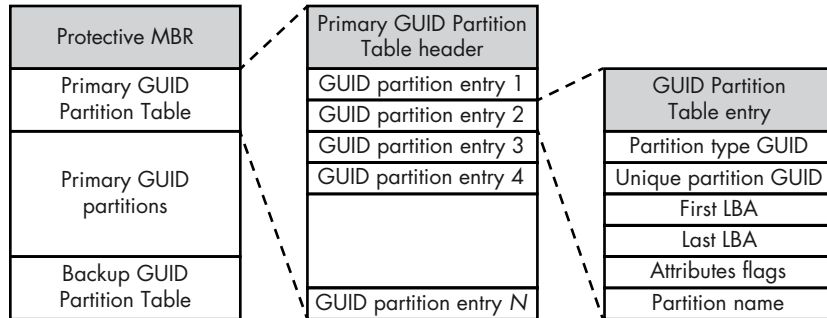 Protective MBR
Primary GUID
Partition Table
Primary GUID
partitions
Backup GUID
Partition Table
Primary GUID Partition
Table header
GUID partition entry 1
GUID partition entry 2
GUID partition entry 3
GUID partition entry 4
GUID partition entry N
GUID Partition
Table entry
Partition type GUID
Unique partition GUID
First LBA
Last LBA
Attributes flags
Partition name